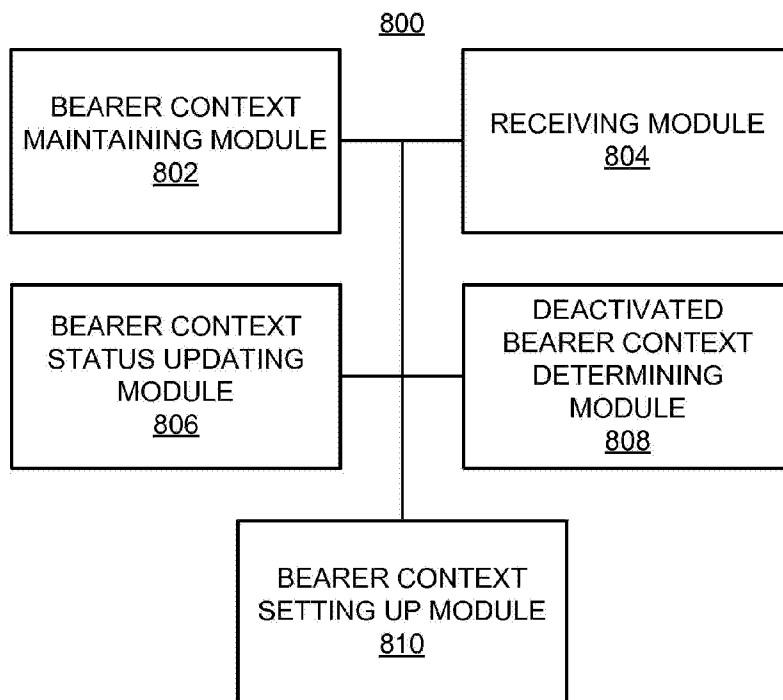 800
BEARER CONTEXT
MAINTAINING MODULE
802
RECEIVING MODULE
804
BEARER CONTEXT
STATUS UPDATING
MODULE
806
DEACTIVATED
BEARER CONTEXT
DETERMINING
MODULE
808
BEARER CONTEXT
SETTING UP MODULE
810